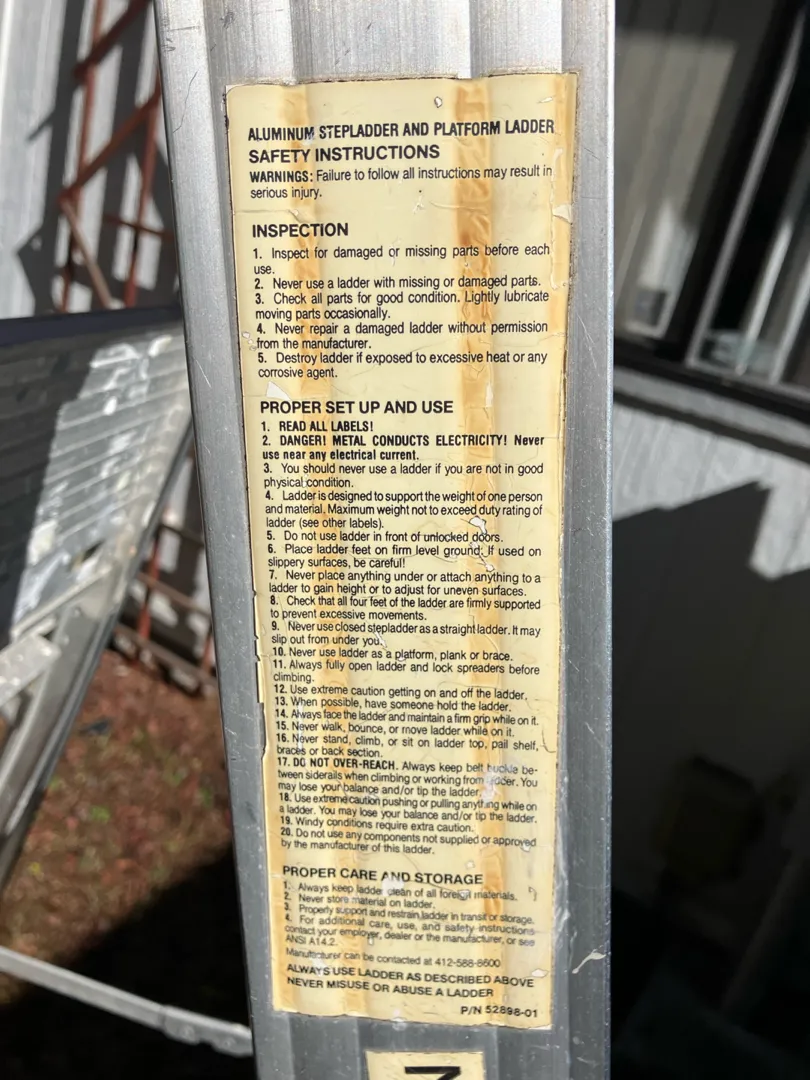 ALUMINUM STEPLADDER AND PLATFORM LADDER
SAFETY INSTRUCTIONS
WARNINGS: Failure to follow all instructions may result in
serious injury.
INSPECTION
1. Inspect for damaged or missing parts before each
use.
2. Never use a ladder with missing or damaged parts.
3. Check all parts for good condition. Lightly lubricate
moving parts occasionally.
4. Never repair a damaged ladder without permission
from the manufacturer.
5. Destroy ladder if exposed to excessive heat or any
corrosive agent.
PROPER SET UP AND USE
1. READ ALL LABELS!
2. DANGER! METAL CONDUCTS ELECTRICITY! Never
use near any electrical current.
3. You should never use a ladder if you are not in good
physical condition.
4. Ladder is designed to support the weight of one person
and material. Maximum weight not to exceed duty rating of
ladder (see other labels).
5. Do not use ladder in front of unlocked doors.
6. Place ladder feet on firm level ground. If used on
slippery surfaces, be careful!
7. Never place anything under or attach anything to a
ladder to gain height or to adjust for uneven surfaces.
8. Check that all four feet of the ladder are firmly supported
to prevent excessive movements.
9. Never use closed stepladder as a straight ladder. It may
slip out from under you.
10. Never use ladder as a platform, plank or brace.
11. Always fully open ladder and lock spreaders before
climbing.
12. Use extreme caution getting on and off the ladder.
13. When possible, have someone hold the ladder.
14. Always face the ladder and maintain a firm grip while on it.
15. Never walk, bounce, or move ladder while on it.
16. Never stand, climb, or sit on ladder top, pail shelf,
braces or back section.
17. DO NOT OVER-REACH. Always keep belt buckle be-
tween siderails when climbing or working from ladder. You
may lose your balance and/or tip the ladder.
18. Use extreme caution pushing or pulling anything while on
a ladder. You may lose your balance and/or tip the ladder.
19. Windy conditions require extra caution.
20. Do not use any components not supplied or approved
by the manufacturer of this ladder.
PROPER CARE AND STORAGE
1. Always keep ladder clean of all foreign materials.
2. Never store material on ladder.
3. Properly support and restrain ladder in transit or storage.
4. For additional care, use, and safety instructions
contact your employer, dealer or the manufacturer, or see
ANSI A14.2.
Manufacturer can be contacted at 412-588-8600
ALWAYS USE LADDER AS DESCRIBED ABOVE
NEVER MISUSE OR ABUSE A LADDER
P/N 52898-01